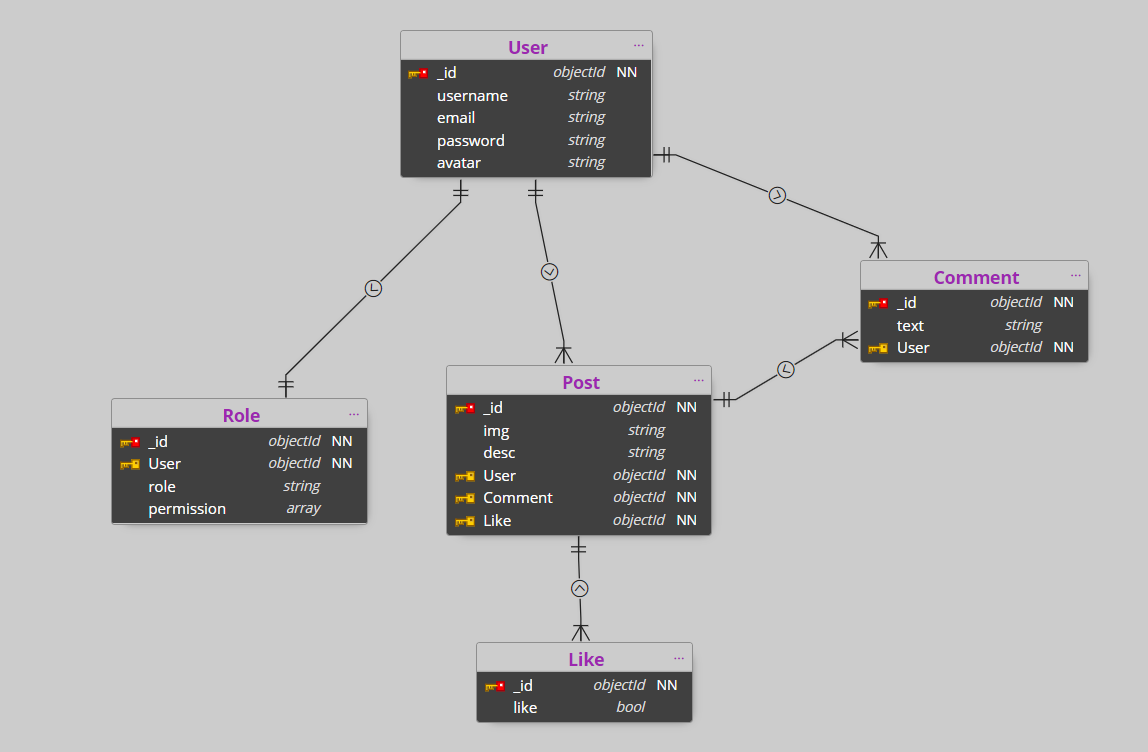 User ...
_id objectId NN
username string
email string
password string
avatar string
Comment ...
_id objectId NN
text string
User objectId NN
Post ...
_id objectId NN
img string
desc string
User objectId NN
Comment objectId NN
Like objectId NN
Role ...
_id objectId NN
User objectId NN
role string
permission array
Like ...
_id objectId NN
like bool